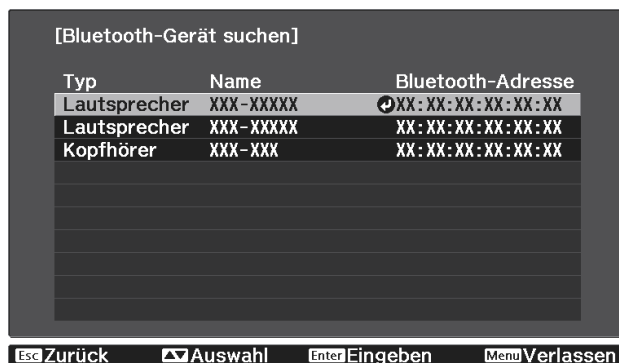 [Bluetooth-Gerät suchen]
Typ Name Bluetooth-Adresse
Lautsprecher XXX-XXXXX XX:XX:XX:XX:XX:XX
Lautsprecher XXX-XXXXX XX:XX:XX:XX:XX:XX
Kopfhörer XXX-XXX XX:XX:XX:XX:XX:XX
Esc Zurück Auswahl Enter Eingeben Menu Verlassen